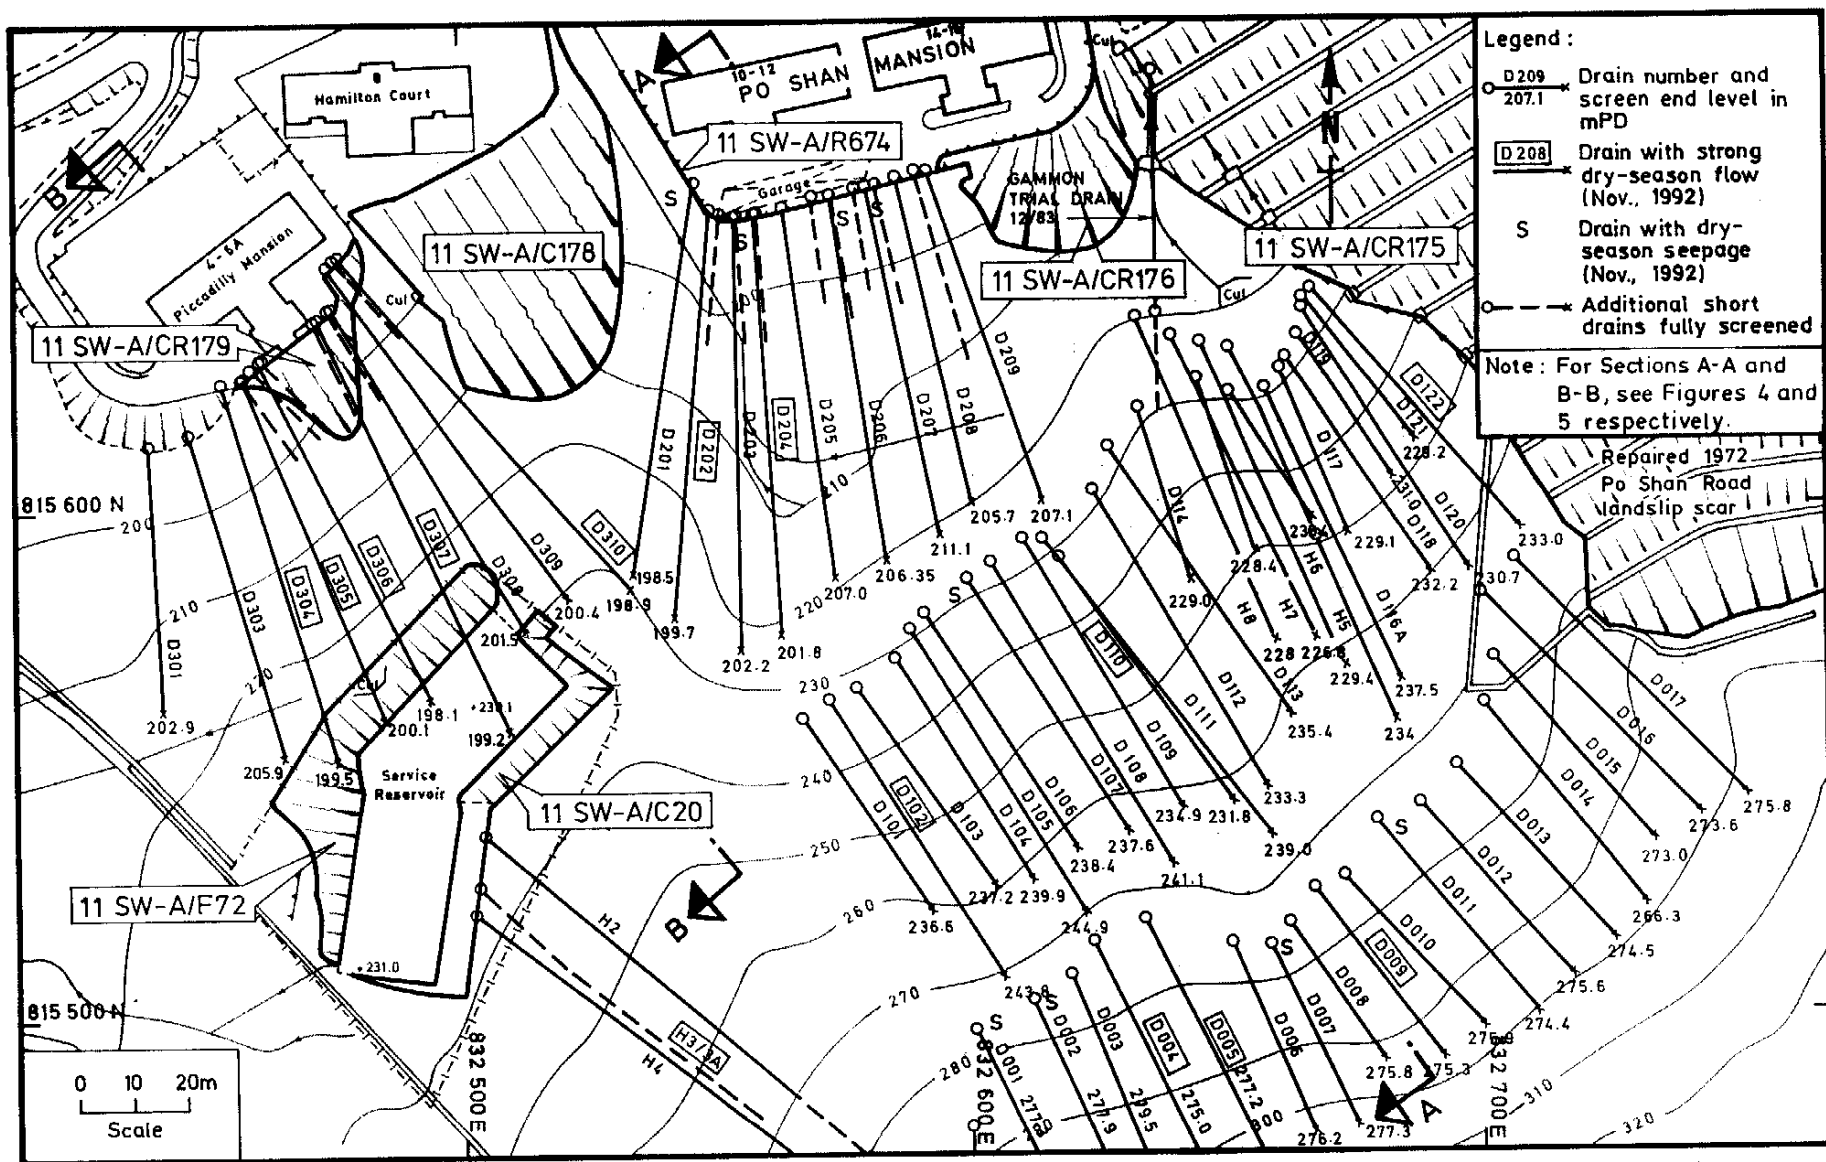 Legend :
D209
207.1
Drain number and
screen end level in
mPD
D208
Drain with strong
dry-season flow
(Nov., 1992)
S
Drain with dry-
season seepage
(Nov., 1992)
Additional short
drains fully screened
Note : For Sections A-A and
B-B, see Figures 4 and
5 respectively.
Repaired 1972
Po Shan Road
landslip scar
N
A
B
8
Hamilton Court
10-12
PO SHAN
14-16
MANSION
11 SW-A/R674
Garage
GAMMON
TRIAL DRAIN
12/83
Cut
11 SW-A/CR175
11 SW-A/CR176
Cut
11 SW-A/C178
4-6A
Piccadilly Mansion
Cut
11 SW-A/CR179
S
S
S
S
200
210
220
230
240
250
260
270
280
300
310
320
200
210
220
815 600 N
815 500 N
832 500 E
832 600 E
832 700 E
D301
202.9
D303
205.9
D304
199.5
D305
200.1
D306
198.1
D307
199.2
D308
201.5
D309
200.4
D310
198.9
D201
198.5
D202
199.7
D203
202.2
D204
201.8
D205
207.0
D206
206.35
D207
211.1
D208
205.7
D209
207.1
Cut
+230.1
Service
Reservoir
11 SW-A/C20
11 SW-A/F72
+231.0
H2
H3/3A
H4
B
D101
236.6
D102
243.8
D103
237.2
D104
239.9
D105
244.9
D106
238.4
D107
237.6
D108
241.1
D109
234.9
D110
231.8
D111
239.0
D112
233.3
D113
235.4
D114
229.0
228.4
H8
228
H7
226.8
H6
229.4
H5
234
D116A
237.5
D117
229.1
D118
232.2
D119
231.0
D120
230.7
D121
228.2
D122
233.0
S
D017
275.8
D016
273.6
D015
273.0
D014
266.3
D013
274.5
D012
275.6
D011
274.4
S
D010
D009
275.3
D008
275.8
D007
277.3
S
D006
276.2
D005
277.2
D004
275.0
D003
279.5
D002
277.9
D001
S
S
A
0 10 20m
Scale